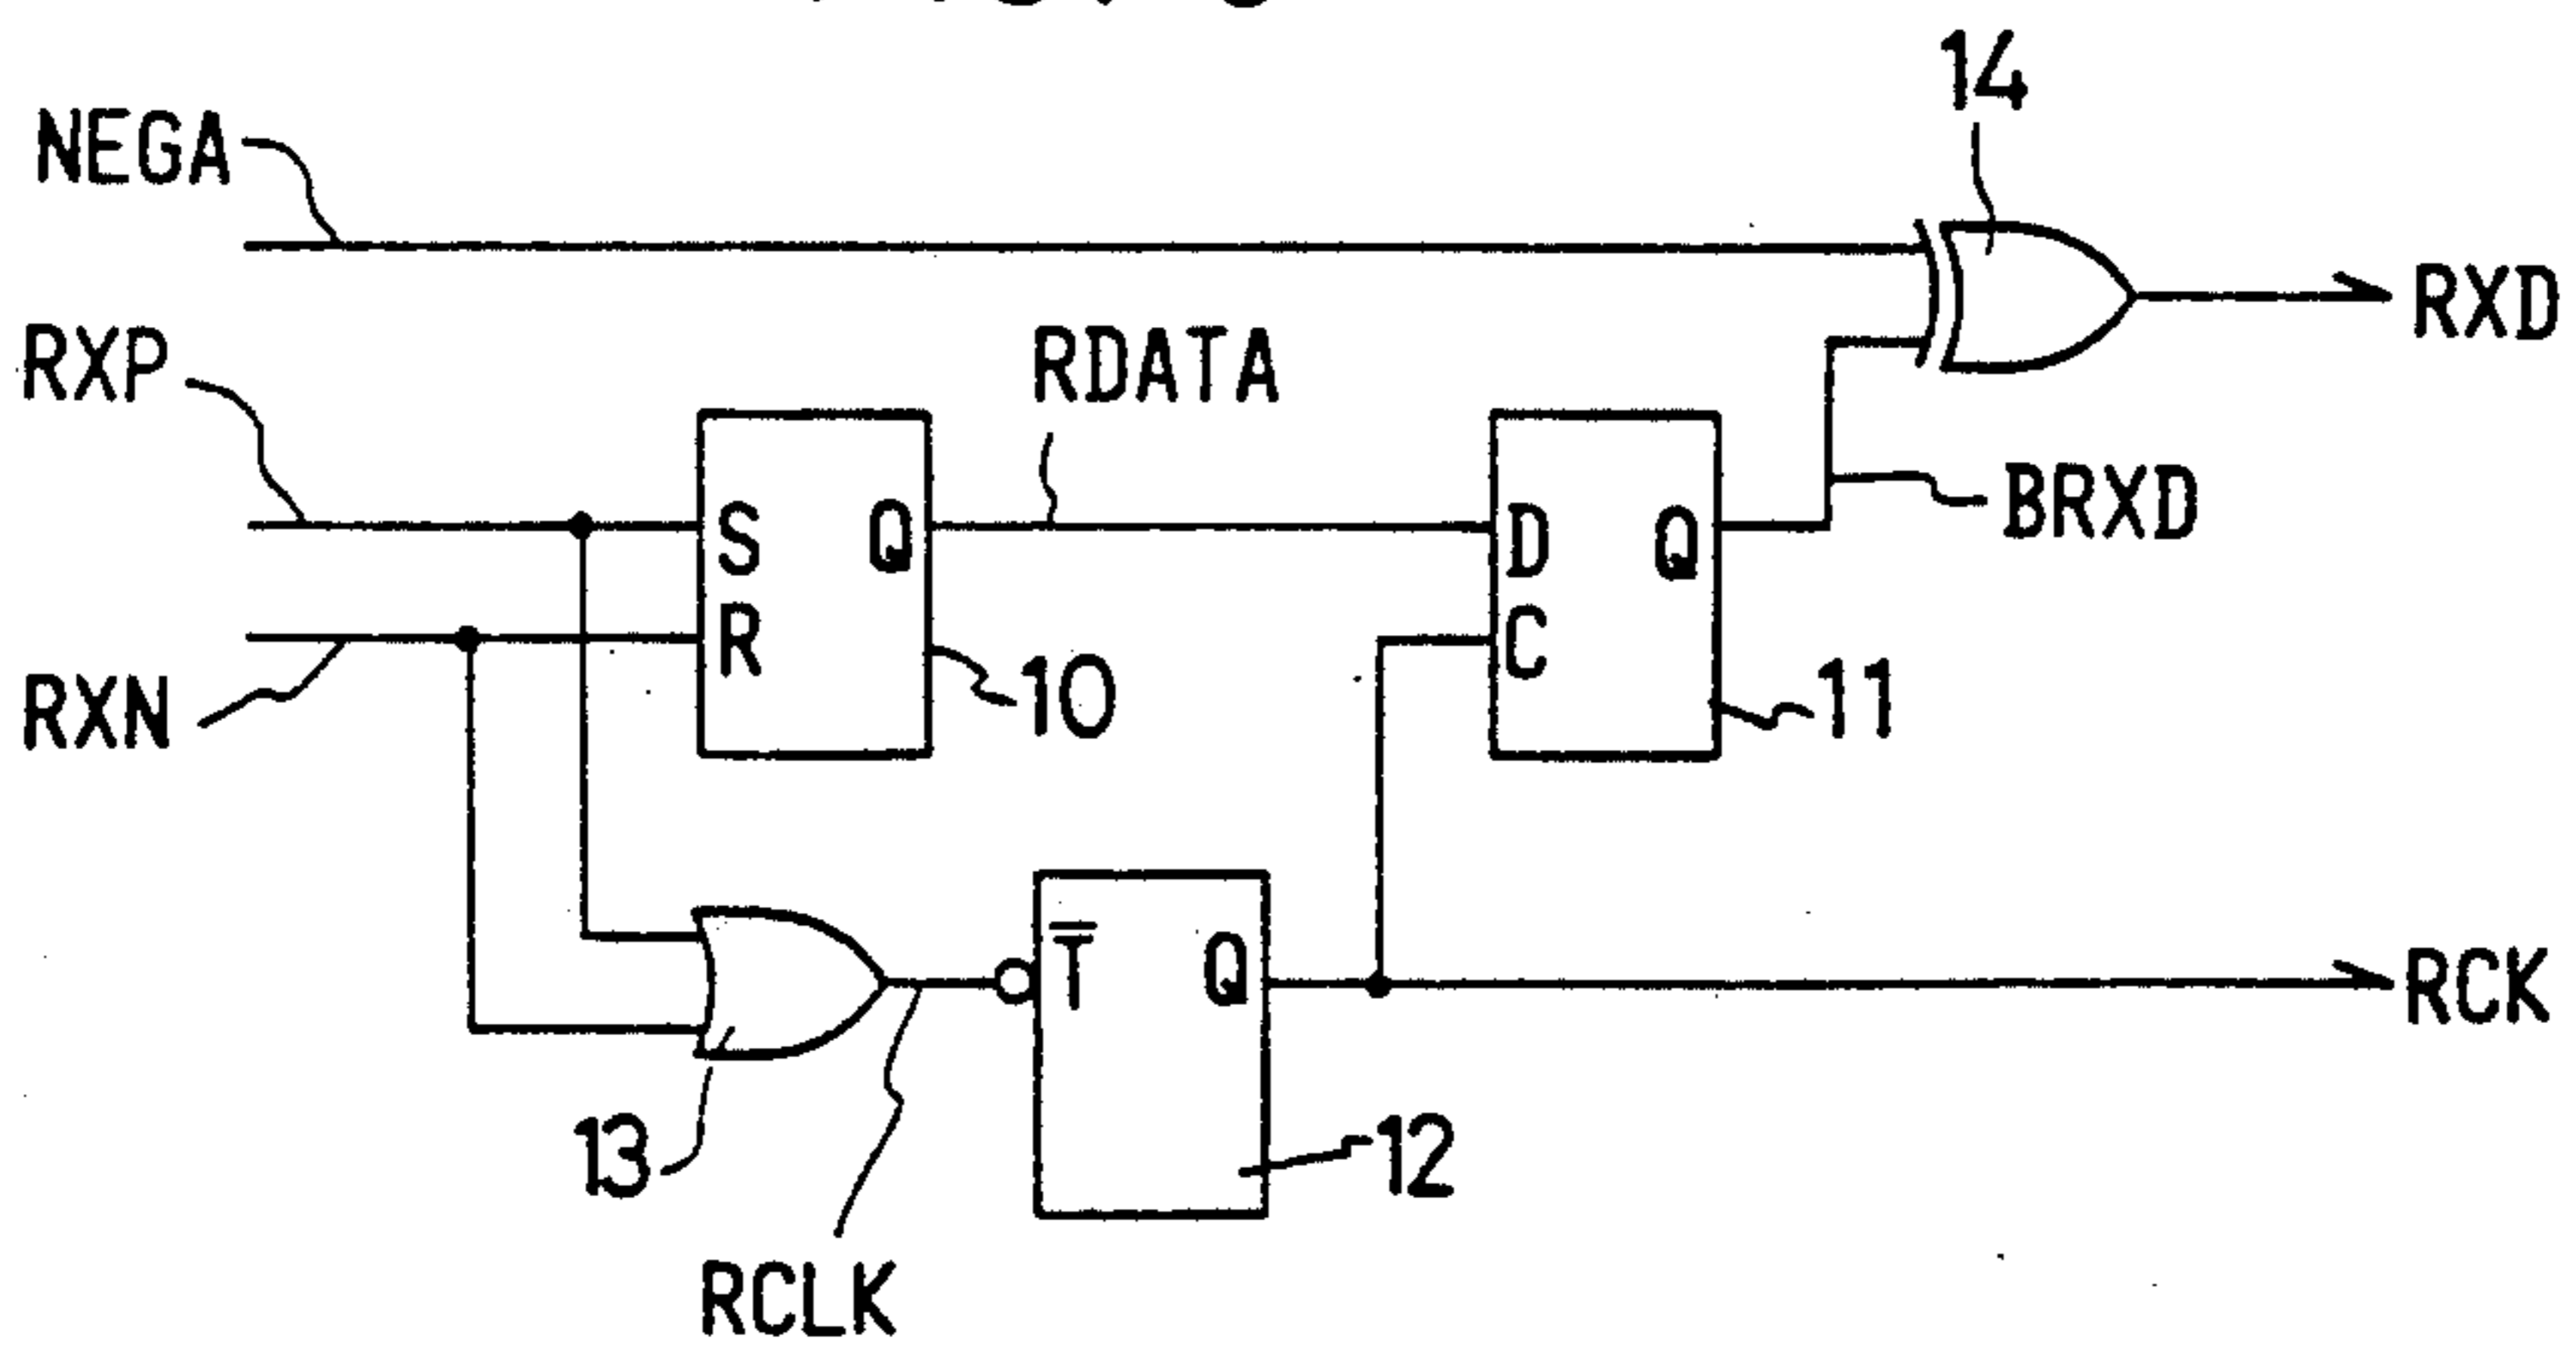 14
NEGA
RXD
RXP
RDATA
S Q
D Q
BRXD
R
C
RXN
10
11
T̅ Q
RCK
13
12
RCLK